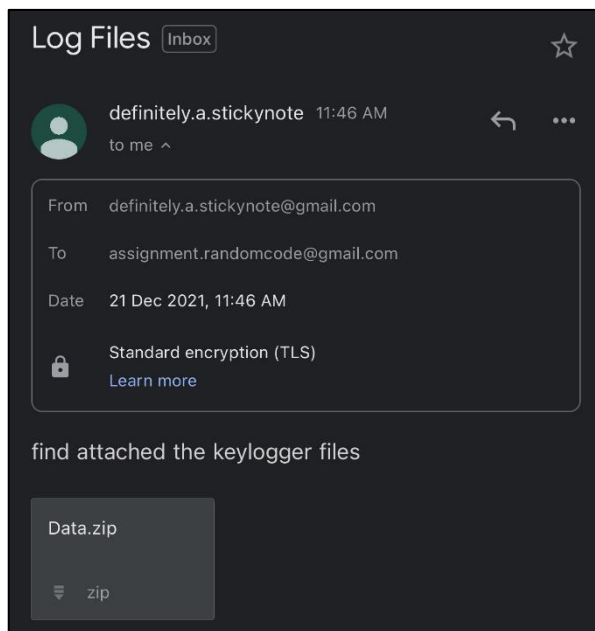 Log Files Inbox
definitely.a.stickynote 11:46 AM
to me
From definitely.a.stickynote@gmail.com
To assignment.randomcode@gmail.com
Date 21 Dec 2021, 11:46 AM
Standard encryption (TLS)
Learn more
find attached the keylogger files
Data.zip
zip